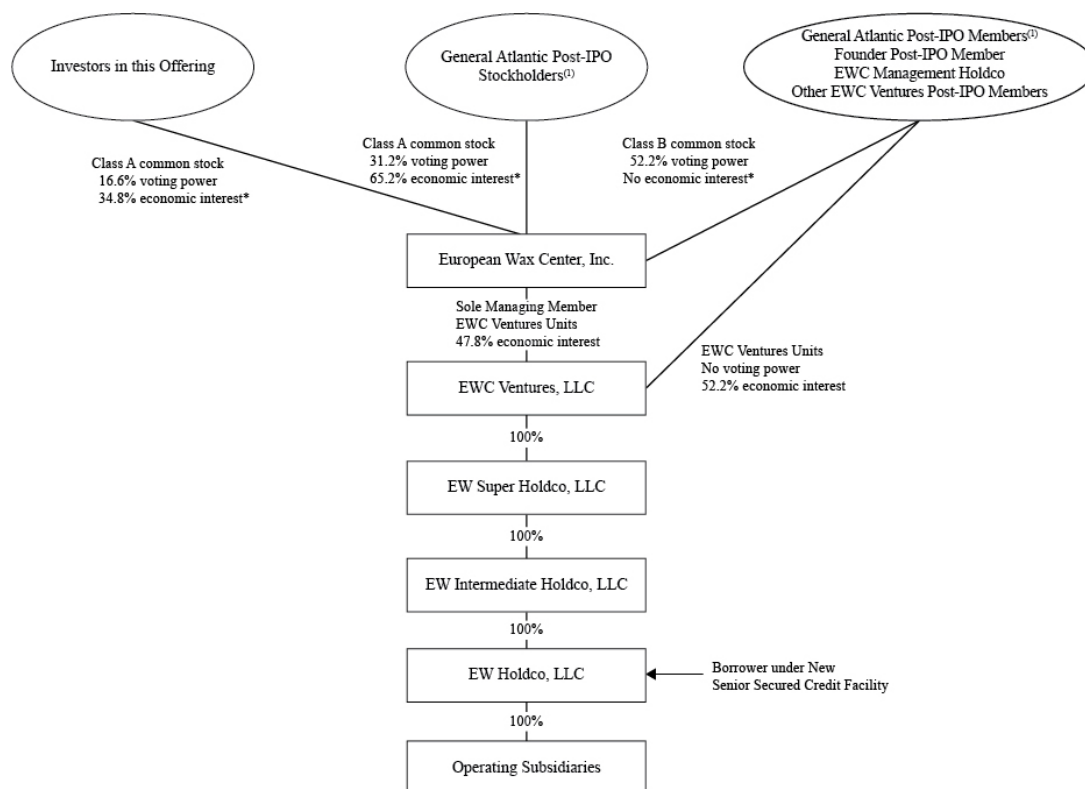 Investors in this Offering
General Atlantic Post-IPO
Stockholders(1)
General Atlantic Post-IPO Members(1)
Founder Post-IPO Member
EWC Management Holdco
Other EWC Ventures Post-IPO Members
Class A common stock
16.6% voting power
34.8% economic interest*
Class A common stock
31.2% voting power
65.2% economic interest*
Class B common stock
52.2% voting power
No economic interest*
European Wax Center, Inc.
Sole Managing Member
EWC Ventures Units
47.8% economic interest
EWC Ventures Units
No voting power
52.2% economic interest
EWC Ventures, LLC
100%
EW Super Holdco, LLC
100%
EW Intermediate Holdco, LLC
100%
EW Holdco, LLC
Borrower under New
Senior Secured Credit Facility
100%
Operating Subsidiaries